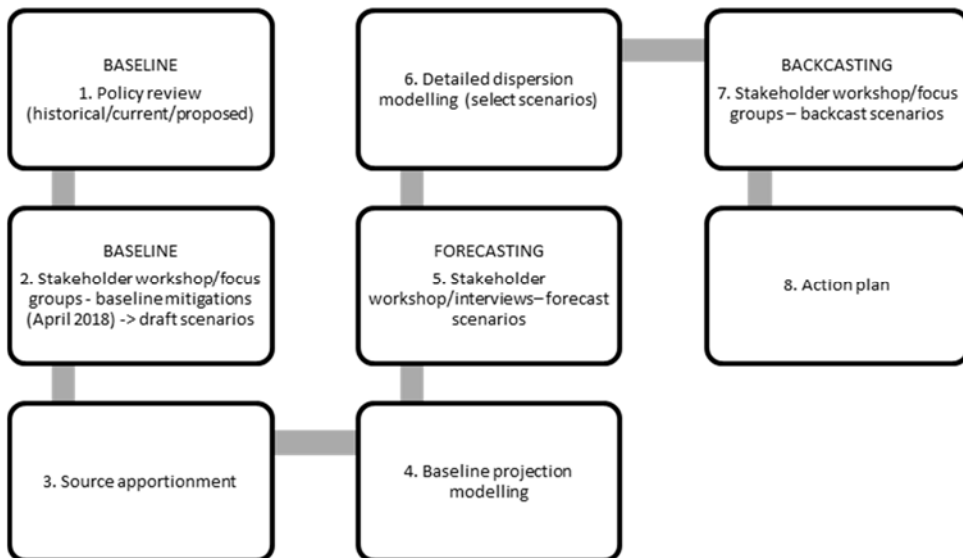 BASELINE
1. Policy review
(historical/current/proposed)
BASELINE
2. Stakeholder workshop/focus
groups - baseline mitigations
(April 2018) -> draft scenarios
3. Source apportionment
4. Baseline projection
modelling
FORECASTING
5. Stakeholder
workshop/interviews– forecast
scenarios
6. Detailed dispersion
modelling (select scenarios)
BACKCASTING
7. Stakeholder workshop/focus
groups – backcast scenarios
8. Action plan